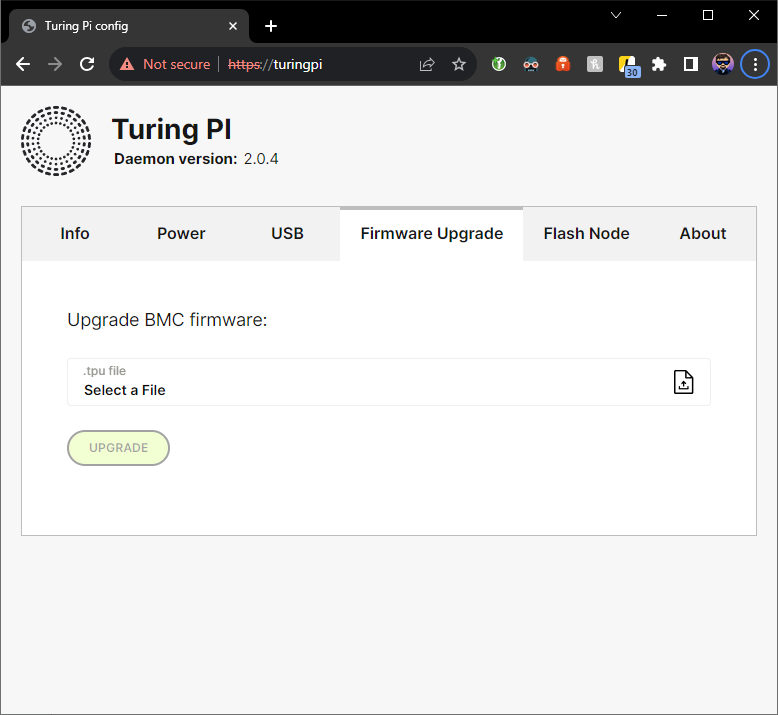 Turing Pi config
Not secure https://turingpi
30
Turing PI
Daemon version: 2.0.4
Info Power USB Firmware Upgrade Flash Node About
Upgrade BMC firmware:
.tpu file
Select a File
UPGRADE